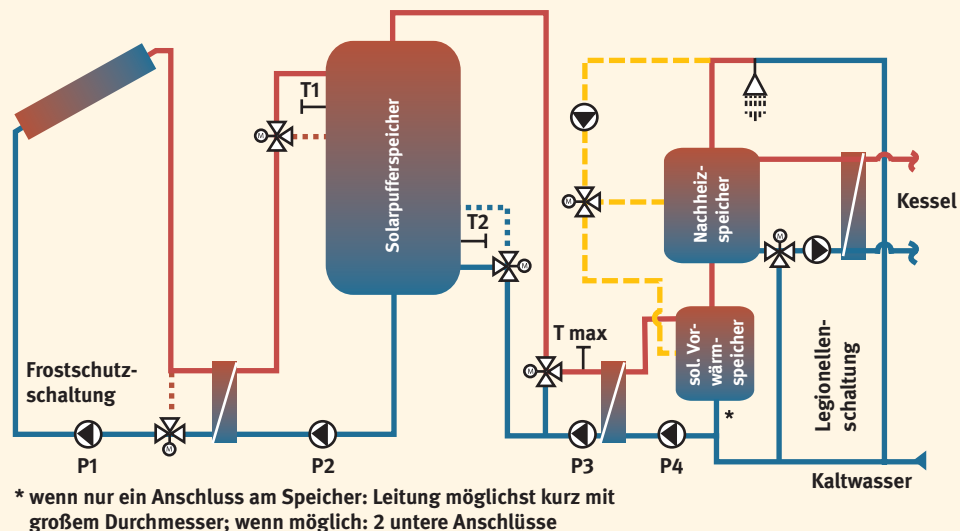 T1
Solarpufferspeicher
T2
Nachheiz-
speicher
Kessel
T max
sol. Vor-
wärm-
speicher
Legionellen-
schaltung
Frostschutz-
schaltung
*
P1
P2
P3
P4
Kaltwasser
M
M
M
M
M
M
* wenn nur ein Anschluss am Speicher: Leitung möglichst kurz mit
großem Durchmesser; wenn möglich: 2 untere Anschlüsse